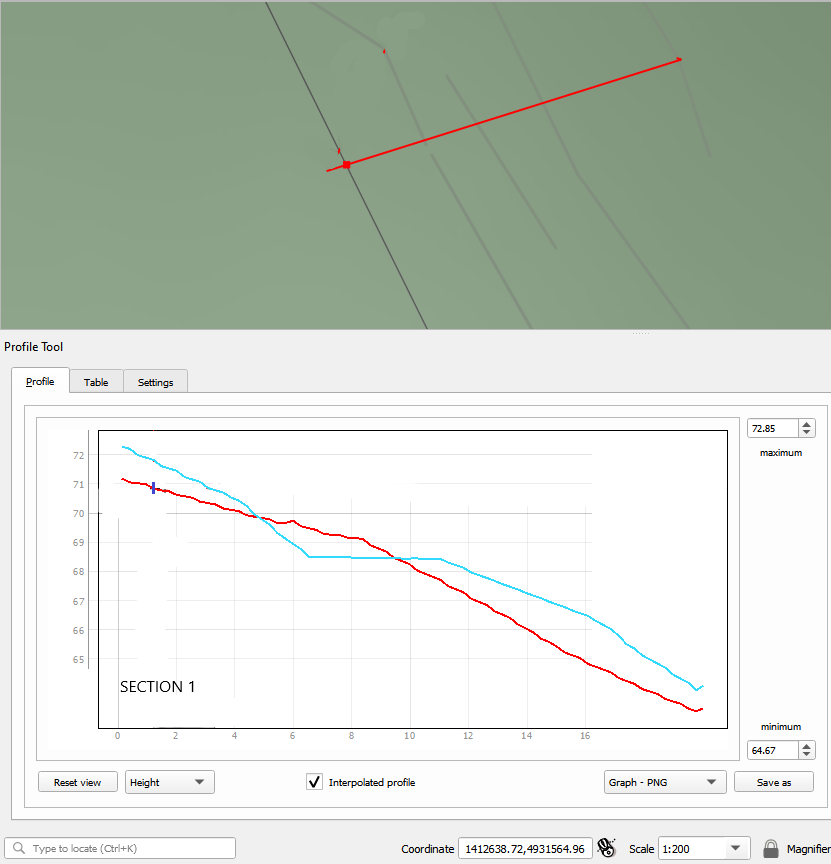 Profile Tool
Profile Table Settings
72.85
maximum
72
71
70
69
68
67
66
65
SECTION 1
0 2 4 6 8 10 12 14 16
minimum
64.67
Reset view Height Interpolated profile Graph - PNG Save as
Type to locate (Ctrl+K) Coordinate 1412638.72,4931564.96 Scale 1:200 Magnifier